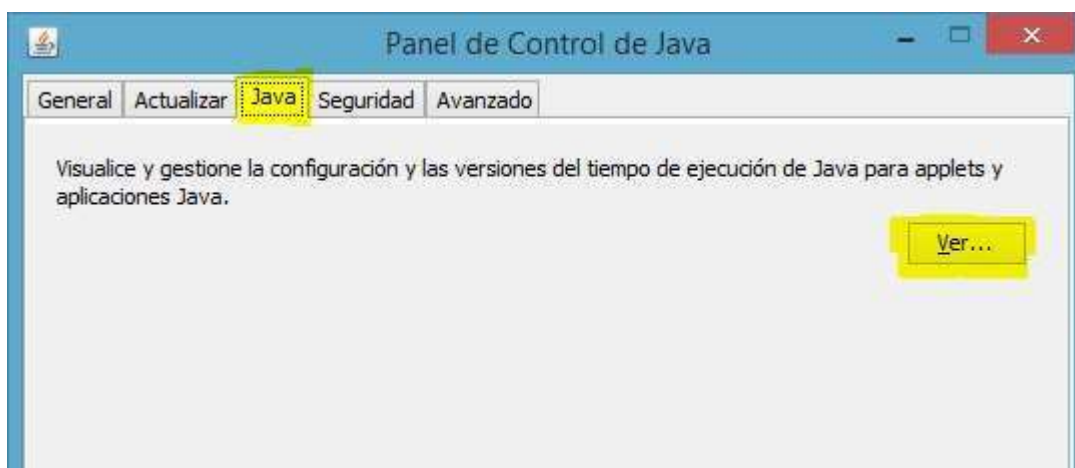 Panel de Control de Java
General Actualizar Java Seguridad Avanzado
Visualice y gestione la configuración y las versiones del tiempo de ejecución de Java para applets y
aplicaciones Java.
Ver...